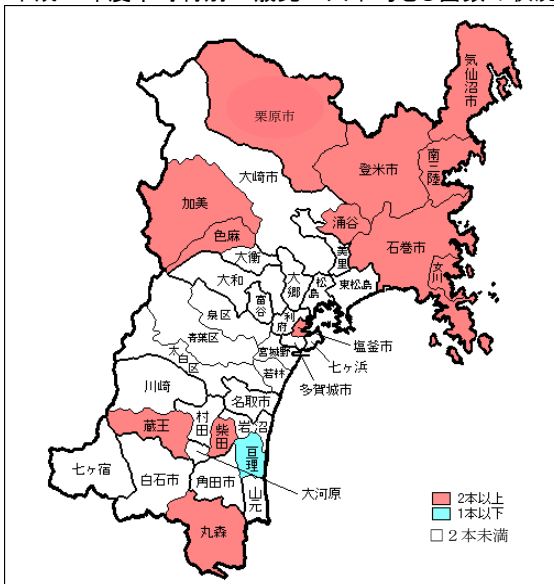 気仙沼市
栗原市
登米市
南三陸
大崎市
加美
涌谷
色麻
石巻市
美里
女川
大衡
大和
大郷
松島
東松島
富谷
利府
泉区
塩釜市
青葉区
宮城野
七ヶ浜
太白区
若林
多賀城市
川崎
名取市
村田
岩沼
蔵王
柴田
亘理
七ヶ宿
白石市
角田市
山元
大河原
丸森
2本以上
1本以下
２本未満